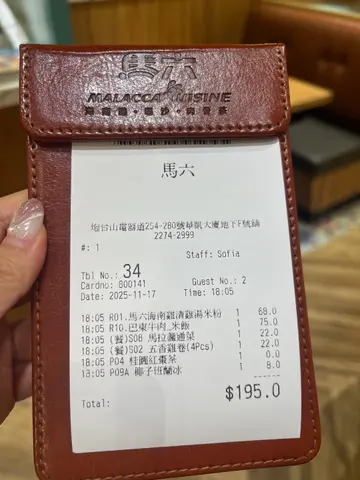 馬六
MALACCA CUISINE
馬六
炮台山電器道254-280號華凱大廈地下F號舖
2274-2999
#: 1
Staff: Sofia
Tbl No.: 34
Cardno: 800141
Guest No.: 2
Date: 2025-11-17
Time: 18:05
18:05 R01.馬六海南雞清雞湯米粉 1 68.0
18:05 R10.巴東牛肉_米飯 1 75.0
18:05 (餐)S08 馬拉盞通菜 1 22.0
18:05 (餐)S02 五香雞卷(4Pcs) 1 22.0
18:05 P04 桂圓紅棗茶 1 0.0
18:05 P09A 椰子班蘭冰 1 8.0
Total: $195.0